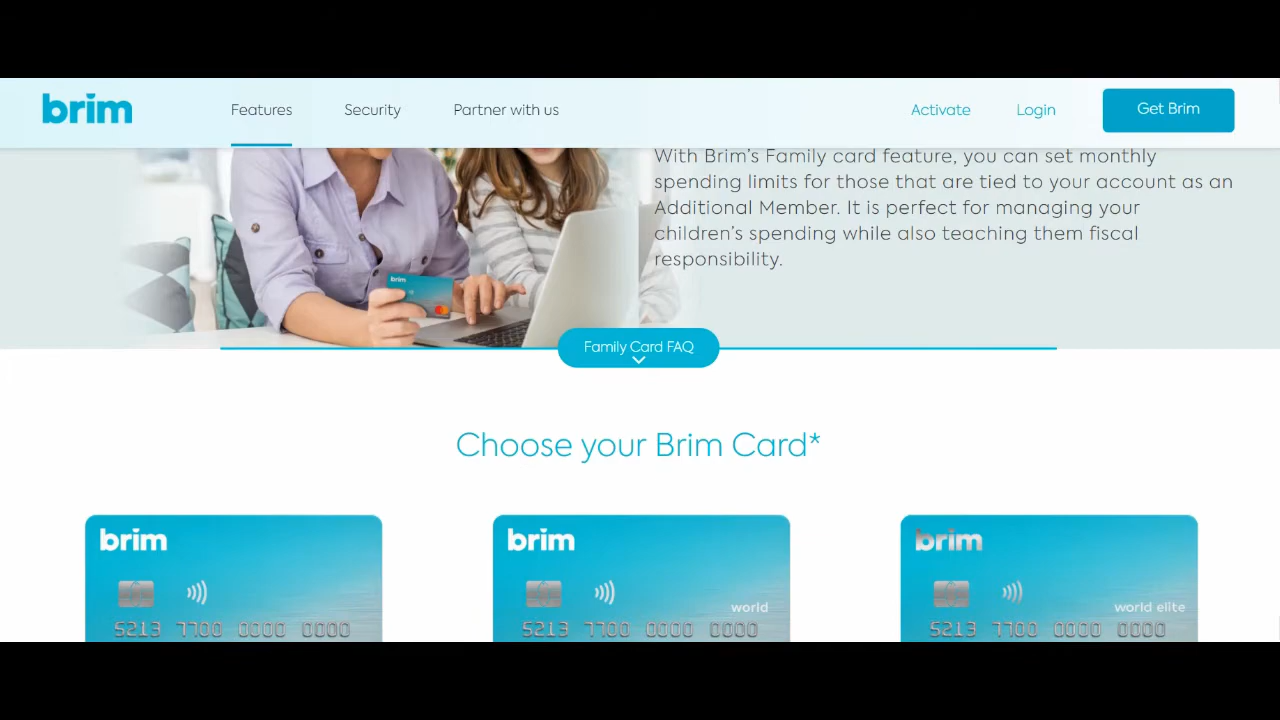 brim
Features
Security
Partner with us
Activate
Login
Get Brim
With Brim's Family card feature, you can set monthly
spending limits for those that are tied to your account as an
Additional Member. It is perfect for managing your
children's spending while also teaching them fiscal
responsibility.
brim
Family Card FAQ
Choose your Brim Card*
brim
5213 7700 0000 0000
brim
world
5213 7700 0000 0000
brim
world elite
5213 7700 0000 0000